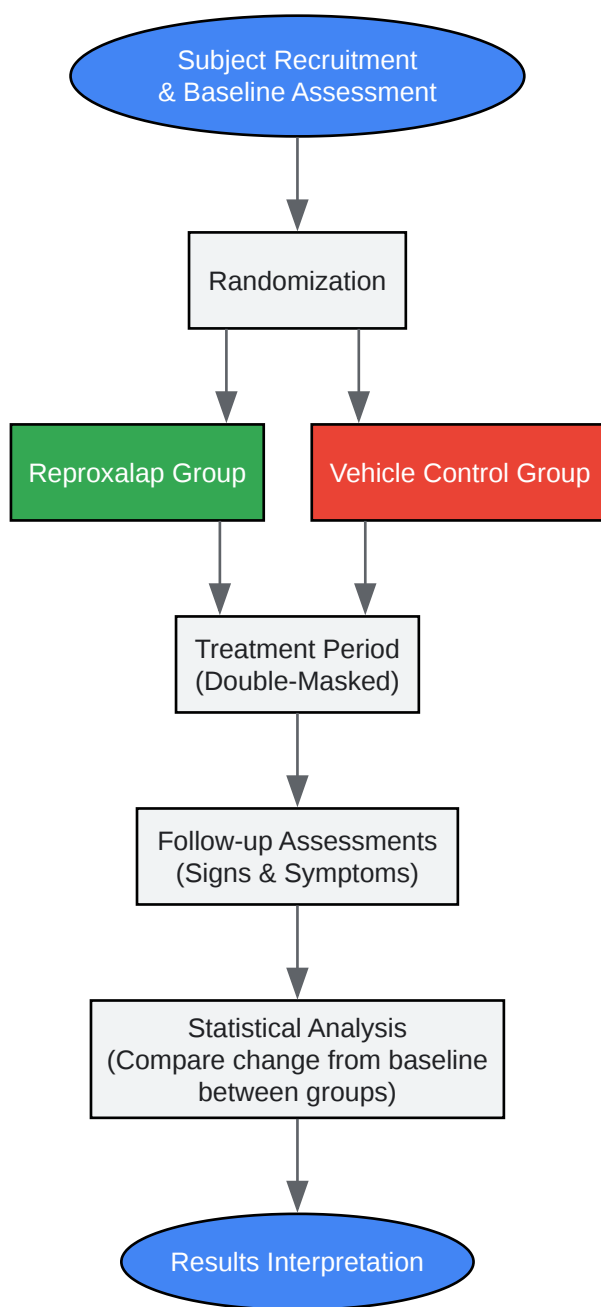 Subject Recruitment
& Baseline Assessment
Randomization
Reproxalap Group
Vehicle Control Group
Treatment Period
(Double-Masked)
Follow-up Assessments
(Signs & Symptoms)
Statistical Analysis
(Compare change from baseline
between groups)
Results Interpretation